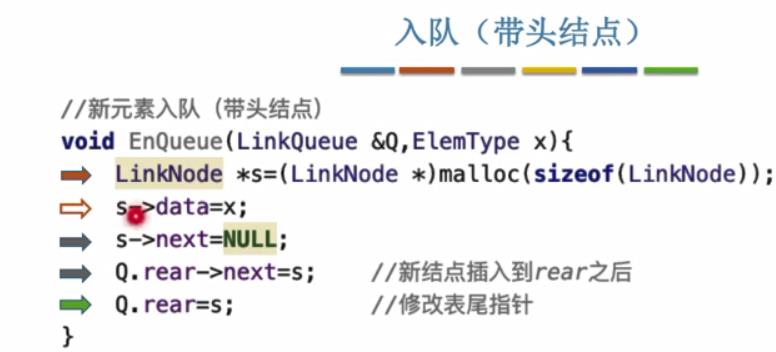 入队（带头结点）
//新元素入队（带头结点）
void EnQueue(LinkQueue &Q,ElemType x){
LinkNode *s=(LinkNode *)malloc(sizeof(LinkNode));
s->data=x;
s->next=NULL;
Q.rear->next=s; //新结点插入到rear之后
Q.rear=s; //修改表尾指针
}